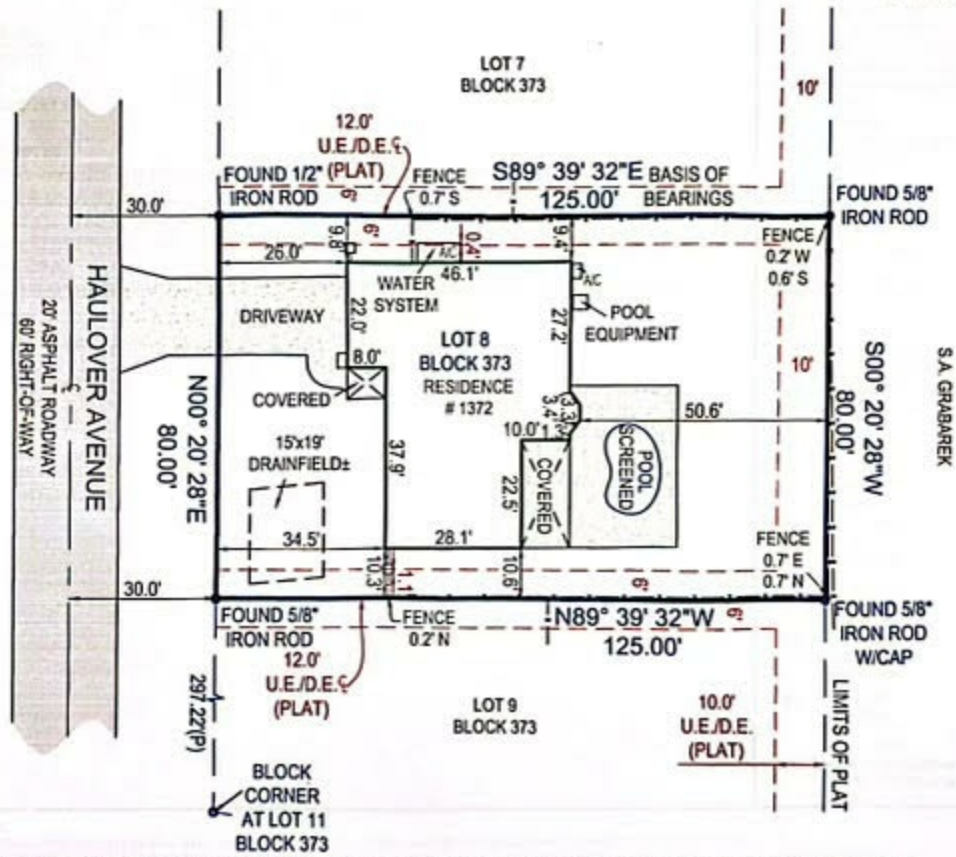 LOT 7
BLOCK 373
10'
12.0'
U.E./D.E. ℄
(PLAT)
6'
FOUND 1/2"
IRON ROD
FENCE
0.7' S
S89° 39' 32"E BASIS OF
125.00' BEARINGS
FOUND 5/8"
IRON ROD
30.0'
9.8'
6'
A/C
0.4'
9.4'
FENCE
0.2' W
0.6' S
26.0'
46.1'
A/C
WATER
SYSTEM
POOL
EQUIPMENT
DRIVEWAY
22.0'
27.2'
LOT 8
BLOCK 373
RESIDENCE
# 1372
8.0'
COVERED
10'
HAULOVER AVENUE
20' ASPHALT ROADWAY
60' RIGHT-OF-WAY
℄
N00° 20' 28"E
80.00'
S00° 20' 28"W
80.00'
S.A. GRABAREK
3.4'
50.6'
10.0'
15'x19'
DRAINFIELD±
37.9'
22.5'
COVERED
POOL
SCREENED
34.5'
28.1'
FENCE
0.7' E
0.7' N
10.3'
1.1'
10.6'
6'
30.0'
FOUND 5/8"
IRON ROD
FENCE
0.2' N
N89° 39' 32"W
125.00'
6'
FOUND 5/8"
IRON ROD
W/CAP
12.0'
U.E./D.E. ℄
(PLAT)
297.22'(P)
LOT 9
BLOCK 373
10.0'
U.E./D.E.
(PLAT)
LIMITS OF PLAT
BLOCK
CORNER
AT LOT 11
BLOCK 373